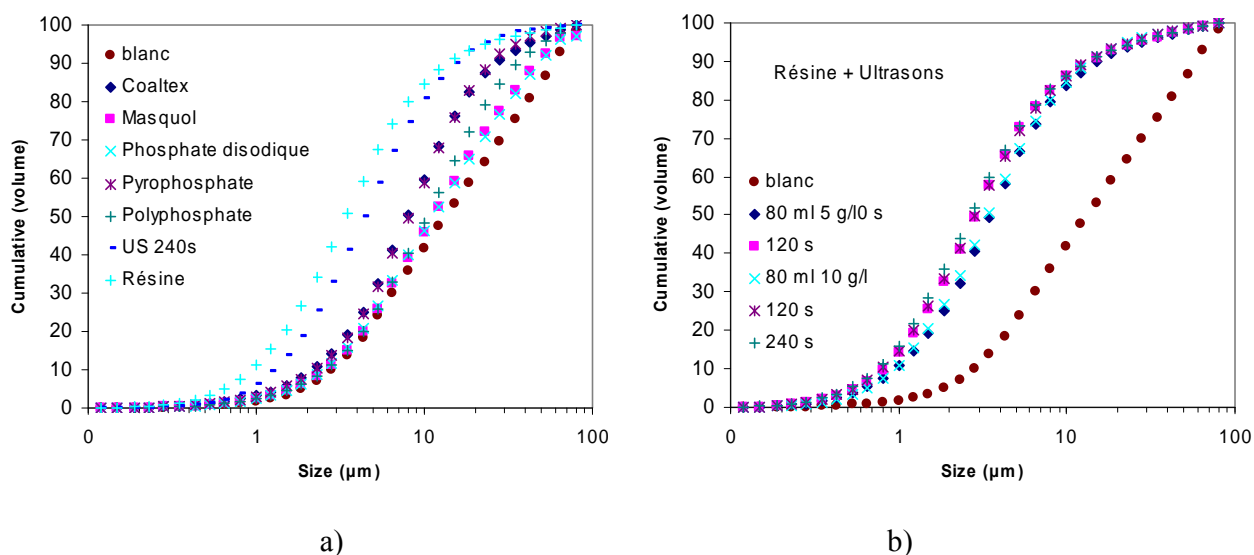 100
90
80
70
60
50
40
30
20
10
0
Cumulative (volume)
blanc
Coaltex
Masquol
Phosphate disodique
Pyrophosphate
Polyphosphate
US 240s
Résine
0
1
10
100
Size (µm)
a)
100
90
80
70
60
50
40
30
20
10
0
Cumulative (volume)
Résine + Ultrasons
blanc
80 ml 5 g/l0 s
120 s
80 ml 10 g/l
120 s
240 s
0
1
10
100
Size (µm)
b)